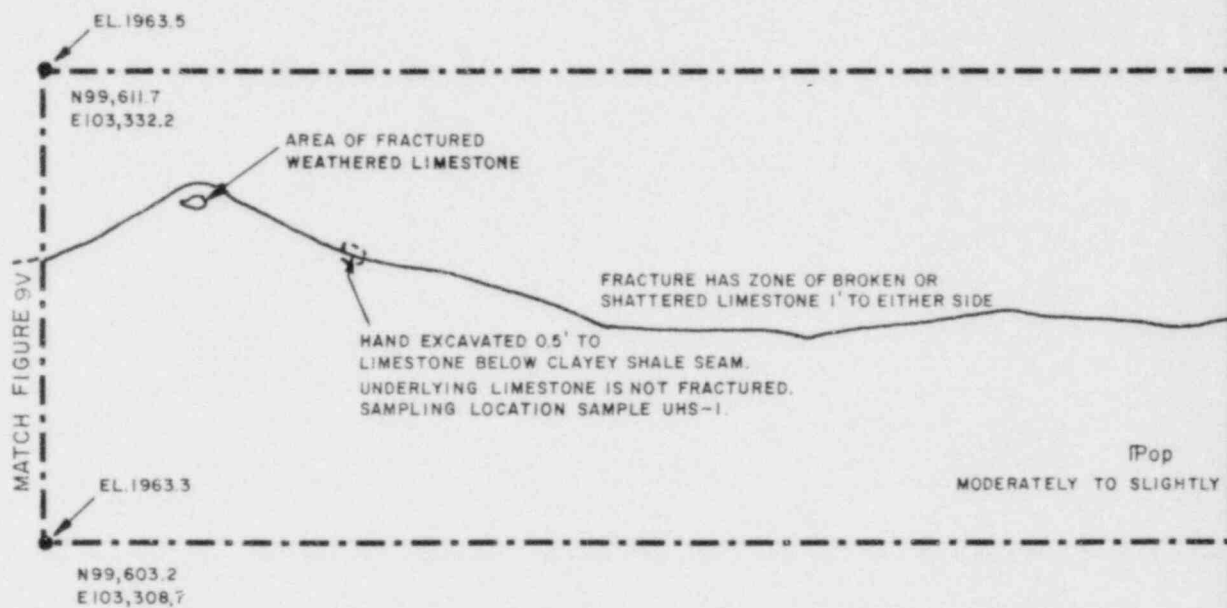 EL.1963.5
N99,611.7
E103,332.2
AREA OF FRACTURED
WEATHERED LIMESTONE
FRACTURE HAS ZONE OF BROKEN OR
SHATTERED LIMESTONE 1' TO EITHER SIDE
HAND EXCAVATED 0.5' TO
LIMESTONE BELOW CLAYEY SHALE SEAM.
UNDERLYING LIMESTONE IS NOT FRACTURED.
SAMPLING LOCATION SAMPLE UHS-1.
MATCH FIGURE 9V
ℙop
MODERATELY TO SLIGHTLY
EL.1963.3
N99,603.2
E103,308.7